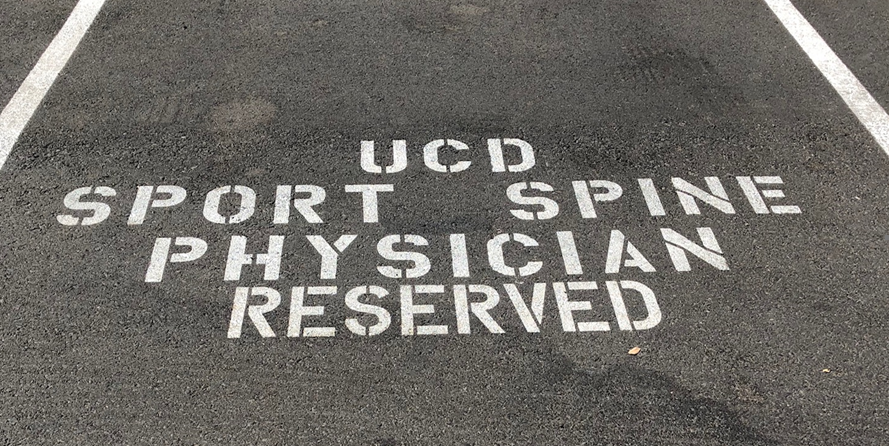 UCD
SPORT SPINE
PHYSICIAN
RESERVED